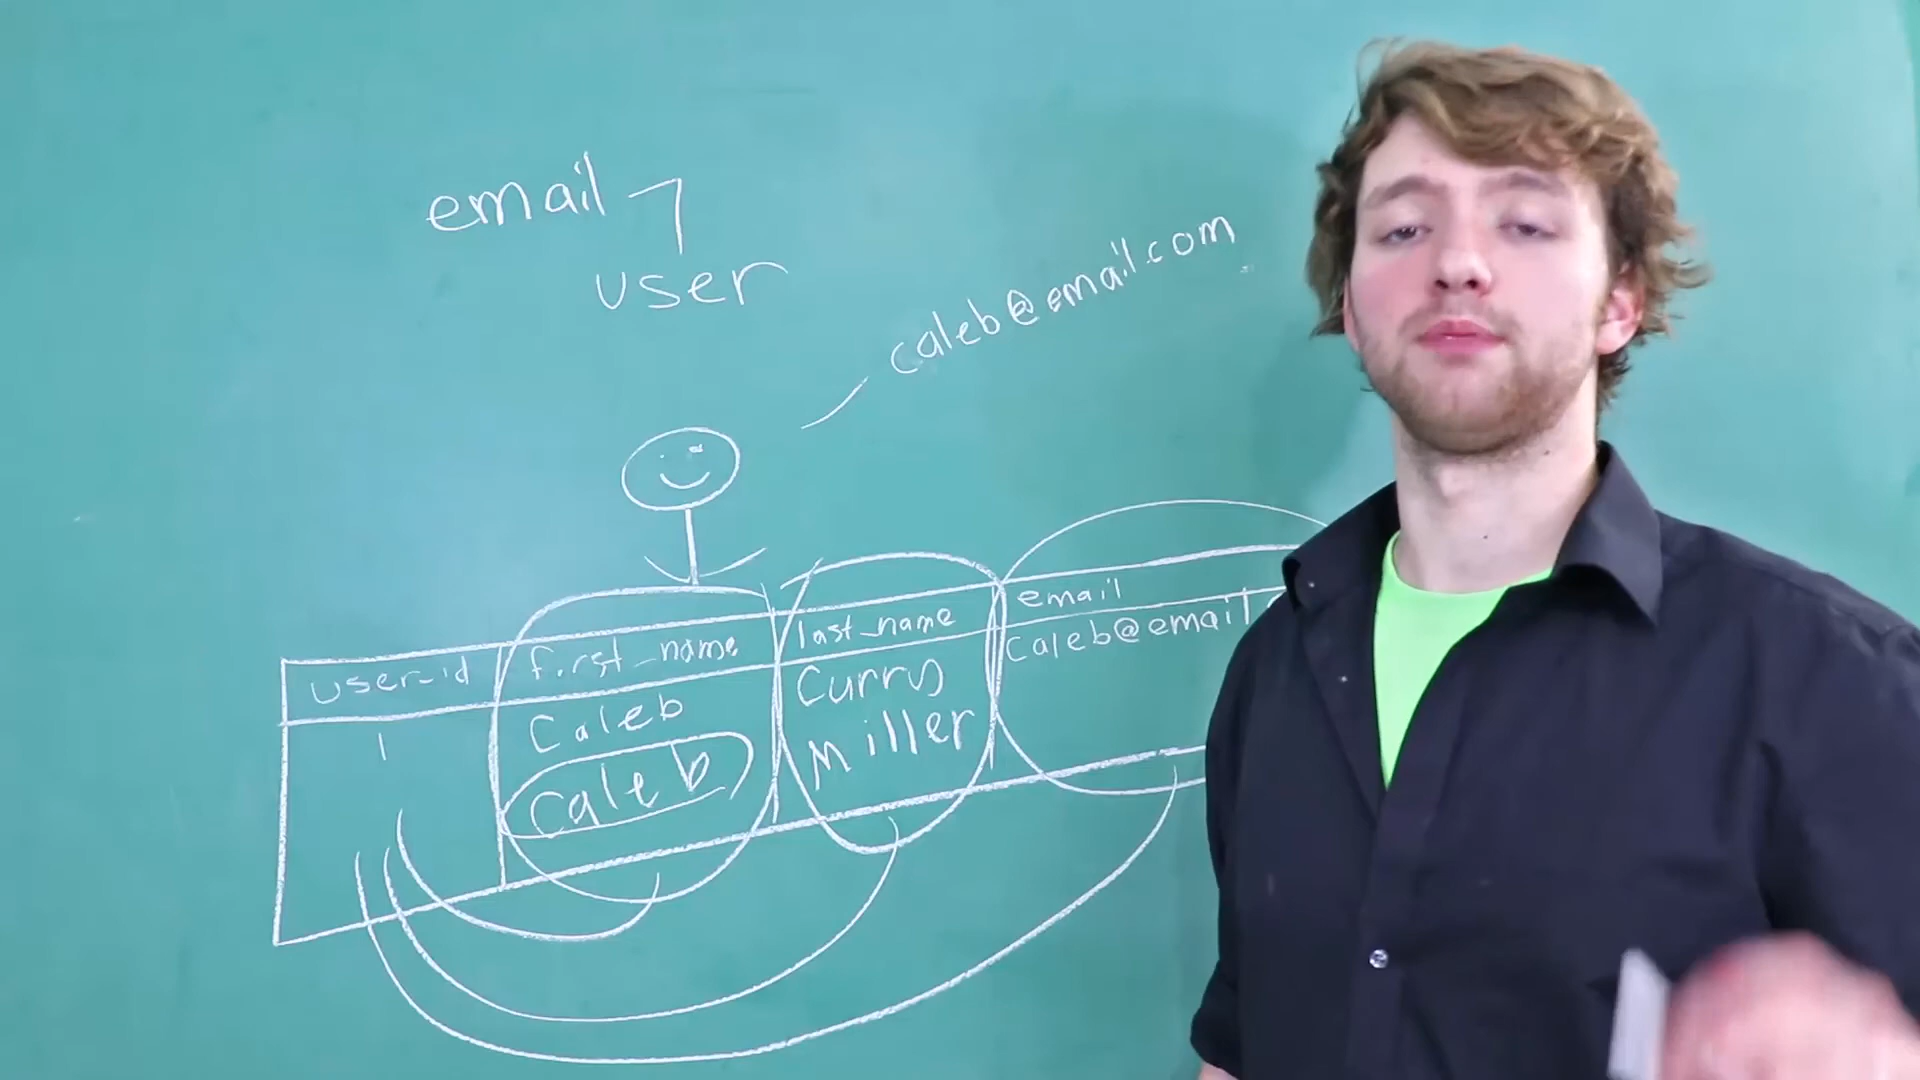 email
user
caleb@email.com
user_id first_name last_name email
1 Caleb Curry caleb@email
Caleb Miller